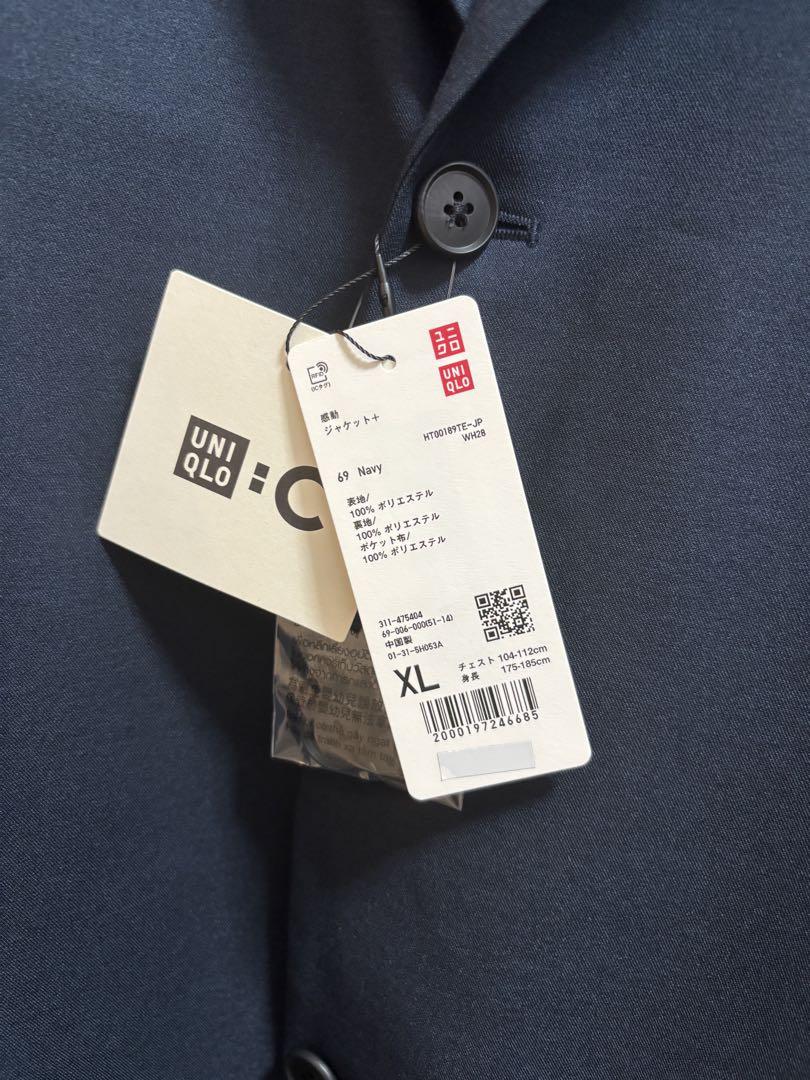 UNI
QLO
:C
RFID
(ICタグ)
ユニ
クロ
UNI
QLO
感動
ジャケット+
HT00189TE-JP
WH28
69 Navy
表地/
100% ポリエステル
裏地/
100% ポリエステル
ポケット布/
100% ポリエステル
311-475404
69-006-000(51-14)
中国製
01-31-5H053A
XL
チェスト 104-112cm
身長 175-185cm
2000197246685